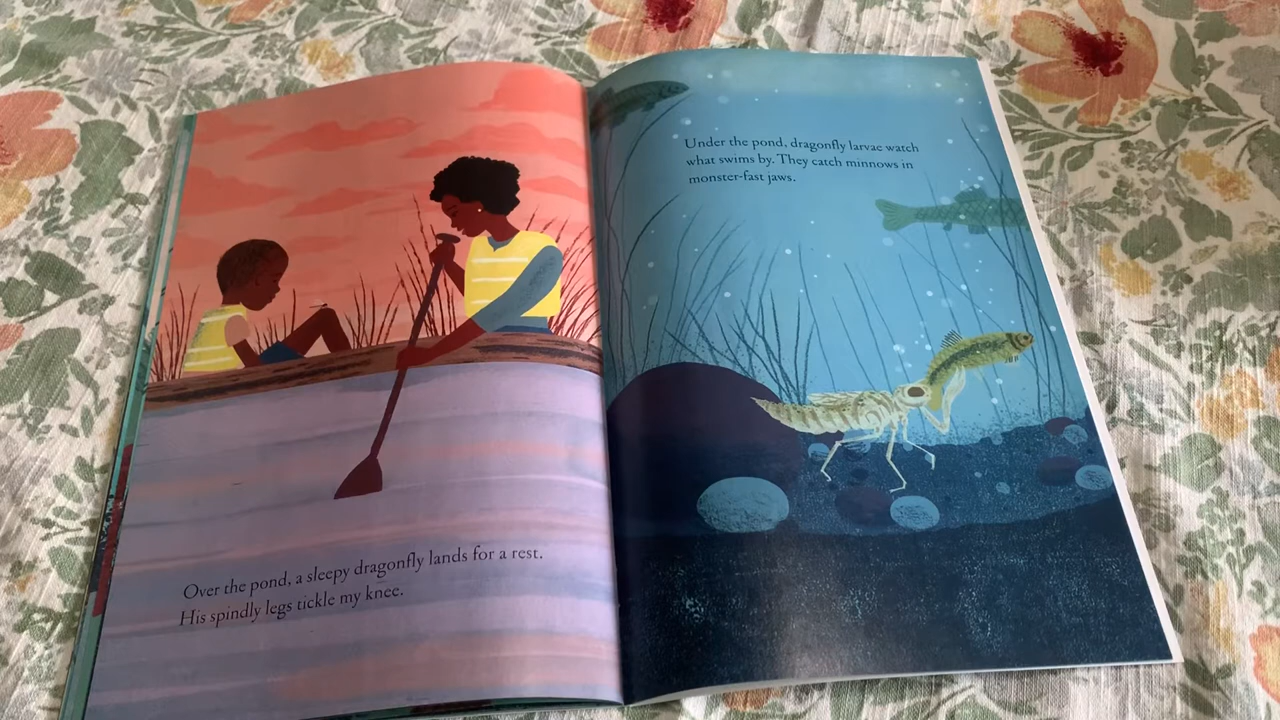 Over the pond, a sleepy dragonfly lands for a rest.
His spindly legs tickle my knee.
Under the pond, dragonfly larvae watch
what swims by. They catch minnows in
monster-fast jaws.